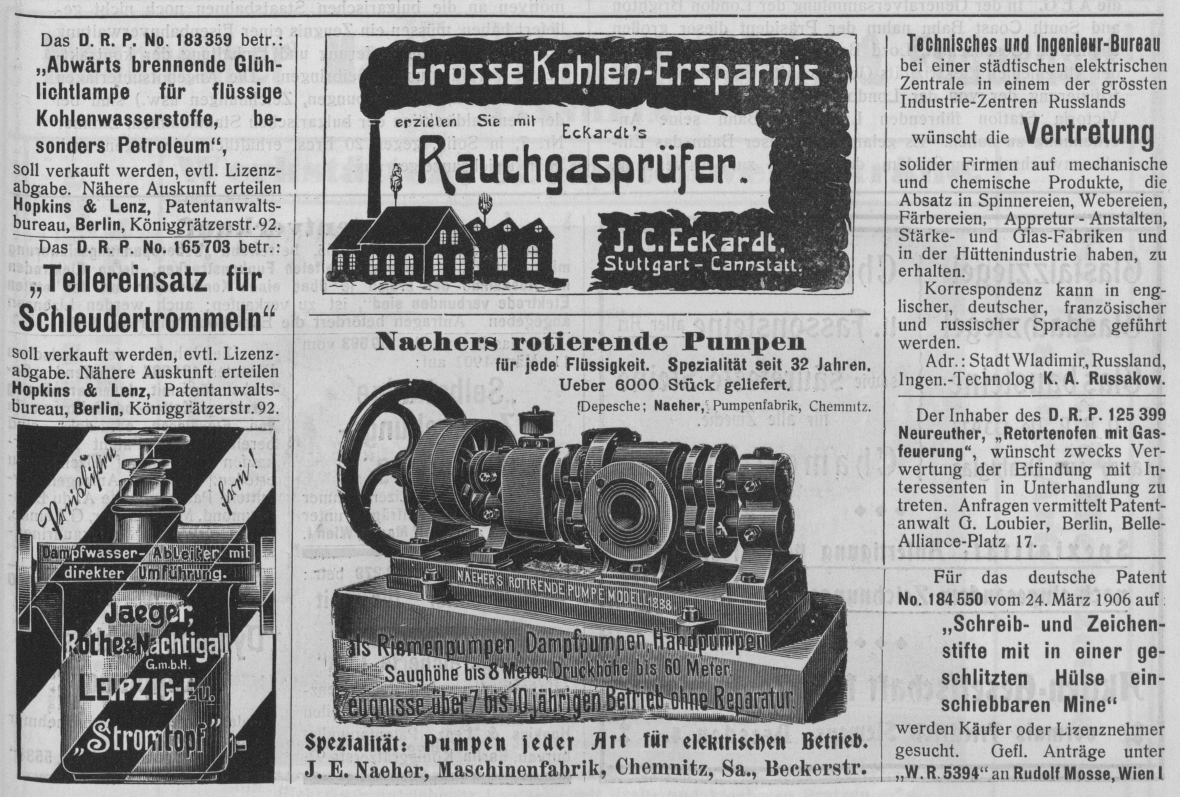 Das D. R. P. No. 183359 betr.:
„Abwärts brennende Glüh-
lichtlampe für flüssige
Kohlenwasserstoffe, be-
sonders Petroleum“,
soll verkauft werden, evtl. Lizenz-
abgabe. Nähere Auskunft erteilen
Hopkins & Lenz, Patentanwalts-
bureau, Berlin, Königgrätzerstr. 92.
Das D. R. P. No. 165703 betr.:
„Tellereinsatz für
Schleudertrommeln“
soll verkauft werden, evtl. Lizenz-
abgabe. Nähere Auskunft erteilen
Hopkins & Lenz, Patentanwalts-
bureau, Berlin, Königgrätzerstr. 92.
Preisliste frei!
Dampfwasser-Ableiter mit
direkter Umführung.
Jaeger,
Rothe & Nachtigall
G.m.b.H.
LEIPZIG-Eu.
„Stromtopf“
Grosse Kohlen-Ersparnis
erzielen Sie mit
Eckardt's
Rauchgasprüfer.
J. C. Eckardt.
Stuttgart-Cannstatt.
Naehers rotierende Pumpen
für jede Flüssigkeit. Spezialität seit 32 Jahren.
Ueber 6000 Stück geliefert.
Depesche: Naeher, Pumpenfabrik, Chemnitz.
NAEHER'S ROTIRENDE PUMPE MODELL 1898
als Riemenpumpen, Dampfpumpen, Handpumpen
Saughöhe bis 8 Meter, Druckhöhe bis 60 Meter.
Zeugnisse über 7 bis 10 jährigen Betrieb ohne Reparatur.
Spezialität: Pumpen jeder Art für elektrischen Betrieb.
J. E. Naeher, Maschinenfabrik, Chemnitz, Sa., Beckerstr.
Technisches und Ingenieur-Bureau
bei einer städtischen elektrischen
Zentrale in einem der grössten
Industrie-Zentren Russlands
wünscht die Vertretung
solider Firmen auf mechanische
und chemische Produkte, die
Absatz in Spinnereien, Webereien,
Färbereien, Appretur-Anstalten,
Stärke- und Glas-Fabriken und
in der Hüttenindustrie haben, zu
erhalten.
Korrespondenz kann in eng-
lischer, deutscher, französischer
und russischer Sprache geführt
werden.
Adr.: Stadt Wladimir, Russland,
Ingen.-Technolog K. A. Russakow.
Der Inhaber des D. R. P. 125 399
Neureuther, „Retortenofen mit Gas-
feuerung“, wünscht zwecks Ver-
wertung der Erfindung mit In-
teressenten in Unterhandlung zu
treten. Anfragen vermittelt Patent-
anwalt G. Loubier, Berlin, Belle-
Alliance-Platz 17.
Für das deutsche Patent
No. 184550 vom 24. März 1906 auf:
„Schreib- und Zeichen-
stifte mit in einer ge-
schlitzten Hülse ein-
schiebbaren Mine“
werden Käufer oder Lizenznehmer
gesucht. Gefl. Anträge unter
„W. R. 5394“ an Rudolf Mosse, Wien I